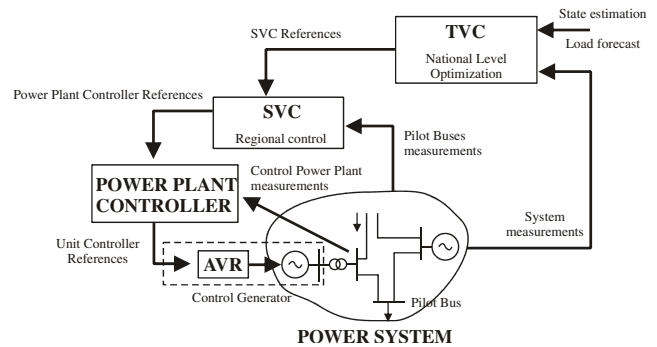 State estimation
SVC References
TVC
Load forecast
National Level
Optimization
Power Plant Controller References
SVC
Regional control
Pilot Buses
measurements
Control Power Plant
measurements
POWER PLANT
CONTROLLER
System
measurements
Unit Controller
References
AVR
Control Generator
Pilot Bus
POWER SYSTEM